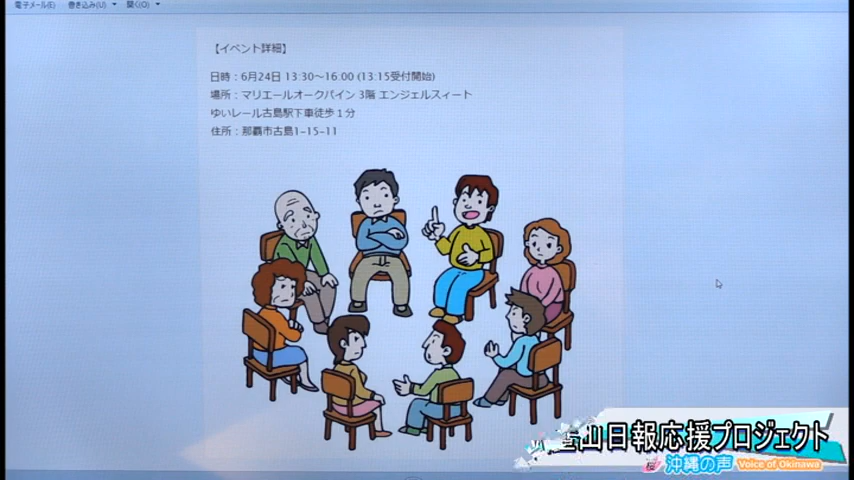 電子メール(E) 書き込み(U) 開く(O)
【イベント詳細】
日時：6月24日 13:30～16:00 (13:15受付開始)
場所：マリエールオークパイン 3階 エンジェルスィート
ゆいレール古島駅下車徒歩１分
住所：那覇市古島1-15-11
重山日報応援プロジェクト
沖縄の声 Voice of Okinawa